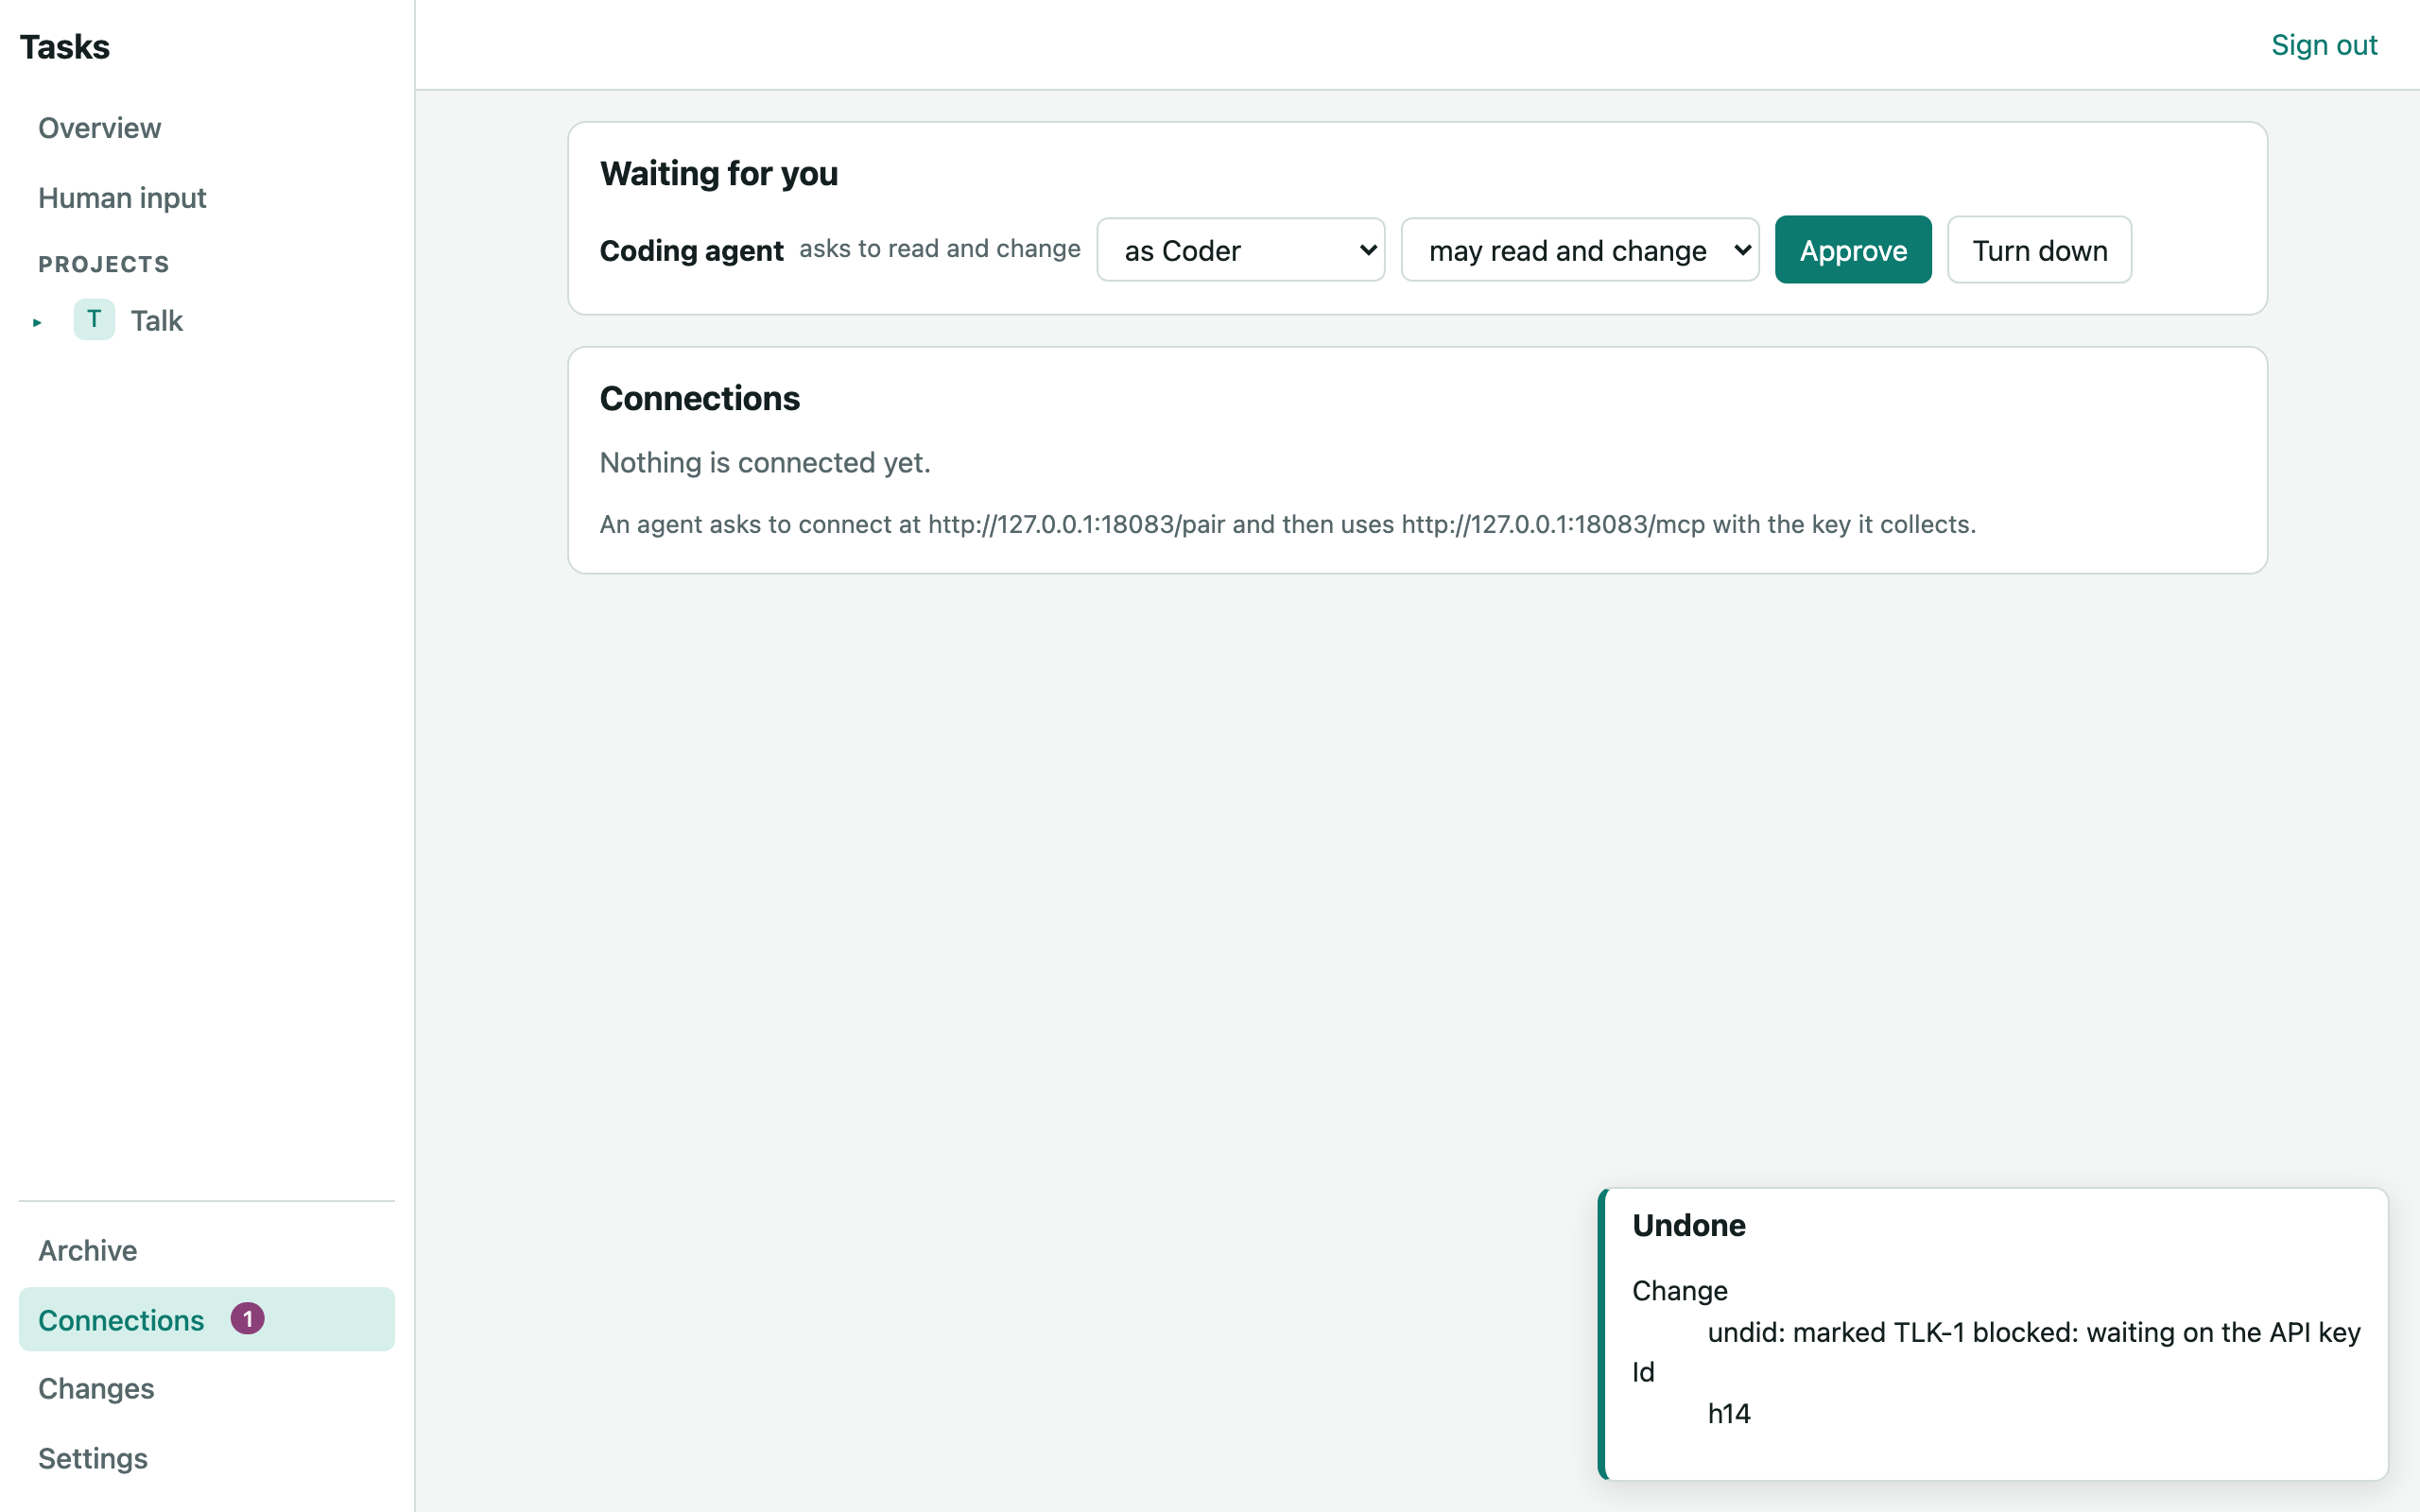 Tasks
Sign out
Overview
Human input
PROJECTS
T Talk
Waiting for you
Coding agent asks to read and change as Coder may read and change Approve Turn down
Connections
Nothing is connected yet.
An agent asks to connect at http://127.0.0.1:18083/pair and then uses http://127.0.0.1:18083/mcp with the key it collects.
Archive
Connections 1
Changes
Settings
Undone
Change
undid: marked TLK-1 blocked: waiting on the API key
Id
h14